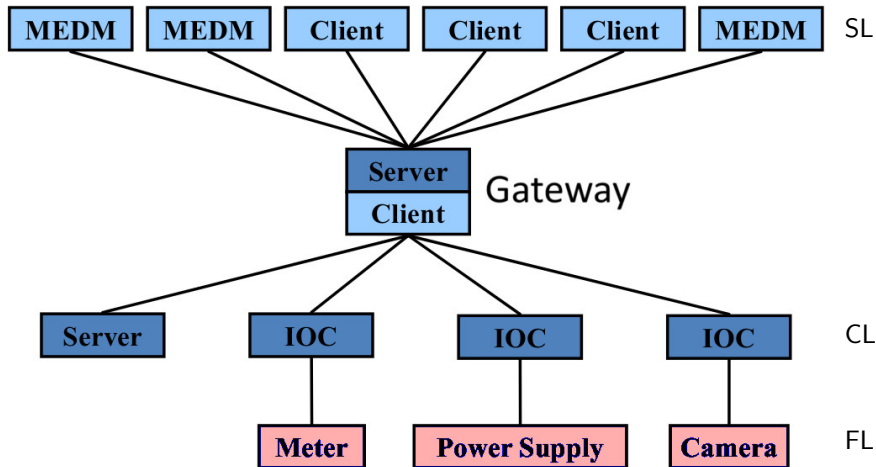 MEDM MEDM Client Client Client MEDM SL
Server
Gateway
Client
Server IOC IOC IOC CL
Meter Power Supply Camera FL